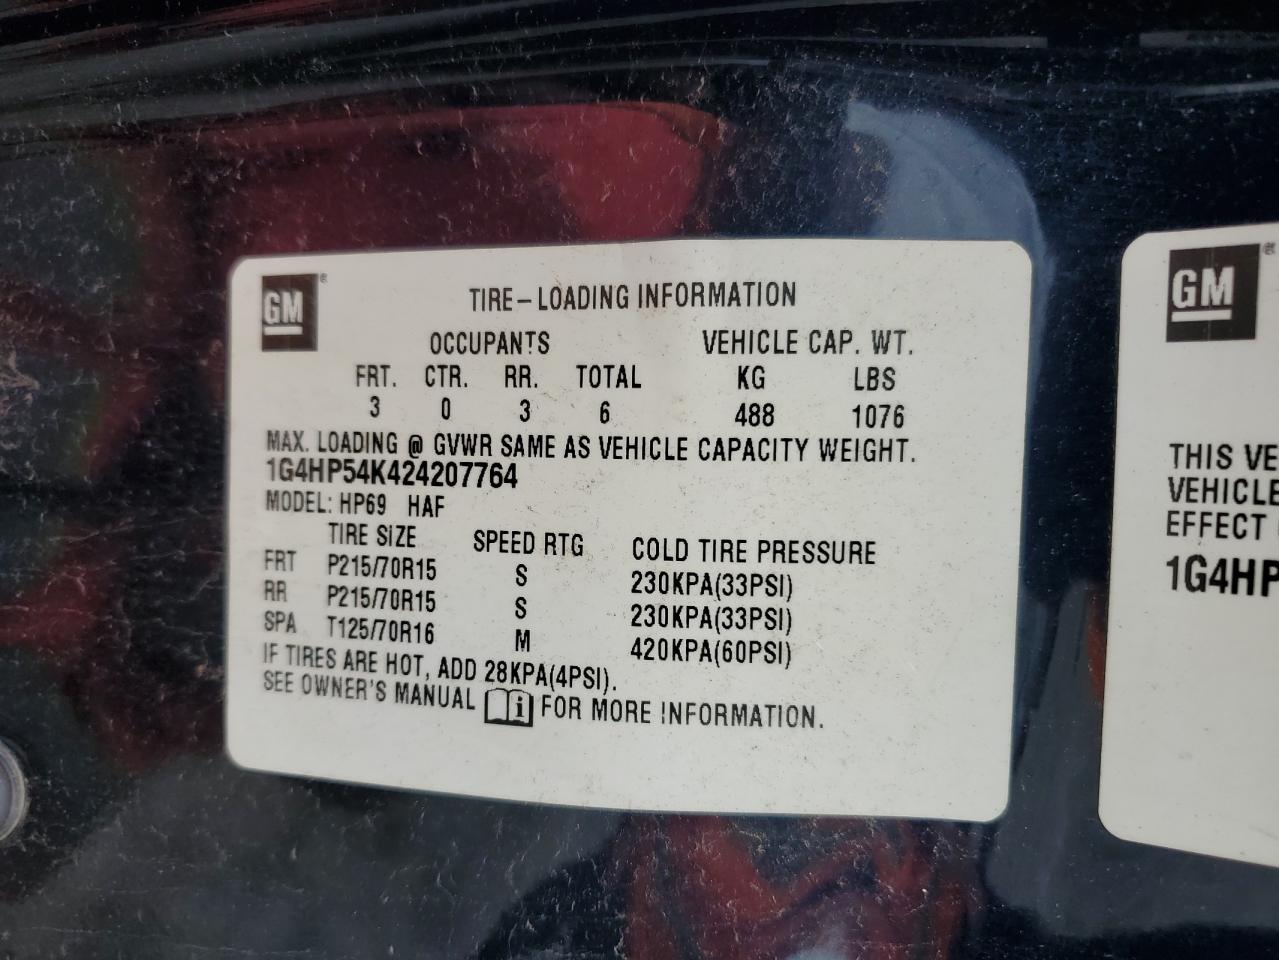 GM®
TIRE-LOADING INFORMATION
OCCUPANTS VEHICLE CAP. WT.
FRT. CTR. RR. TOTAL KG LBS
3 0 3 6 488 1076
MAX. LOADING @ GVWR SAME AS VEHICLE CAPACITY WEIGHT.
1G4HP54K424207764
MODEL: HP69 HAF
TIRE SIZE SPEED RTG COLD TIRE PRESSURE
FRT P215/70R15 S 230KPA(33PSI)
RR P215/70R15 S 230KPA(33PSI)
SPA T125/70R16 M 420KPA(60PSI)
IF TIRES ARE HOT, ADD 28KPA(4PSI).
SEE OWNER'S MANUAL i FOR MORE INFORMATION.
GM®
THIS VE
VEHICLE
EFFECT
1G4HP